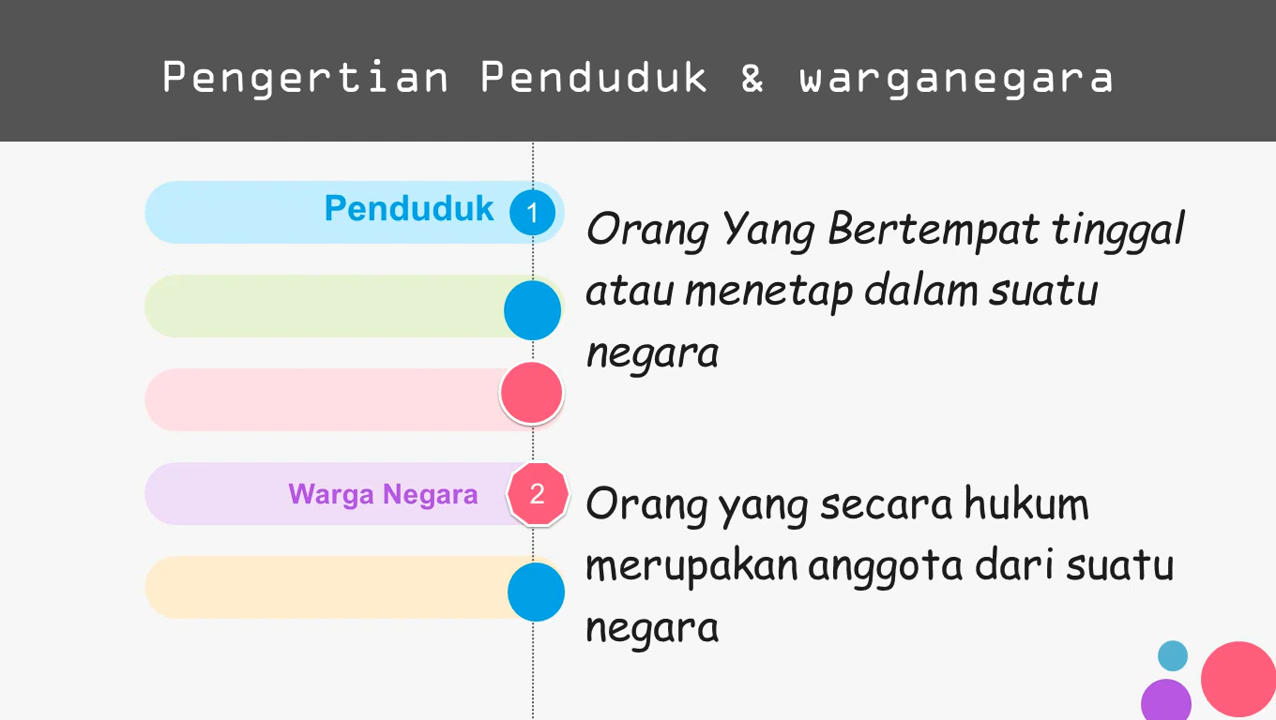 Pengertian Penduduk & warganegara
Penduduk 1
Orang Yang Bertempat tinggal
atau menetap dalam suatu
negara
Warga Negara 2
Orang yang secara hukum
merupakan anggota dari suatu
negara